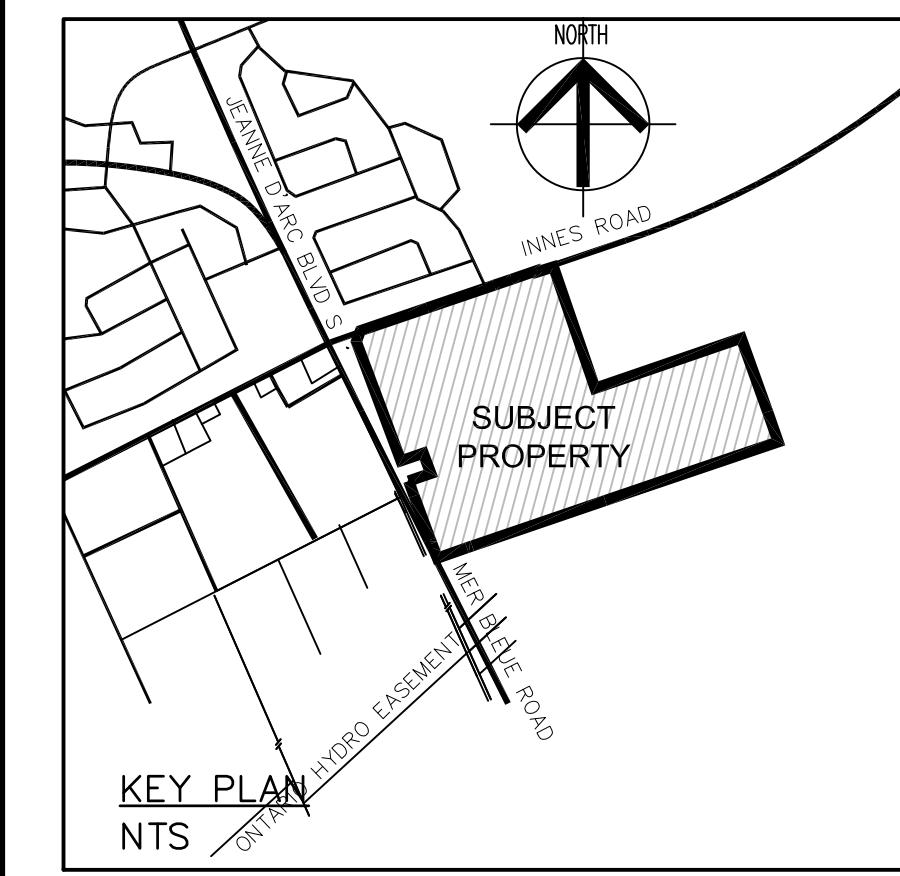 NORTH
INNES ROAD
JEANNE D'ARC BLVD S
SUBJECT
PROPERTY
MER BLEUE ROAD
ONTARIO HYDRO EASEMENT
KEY PLAN
NTS